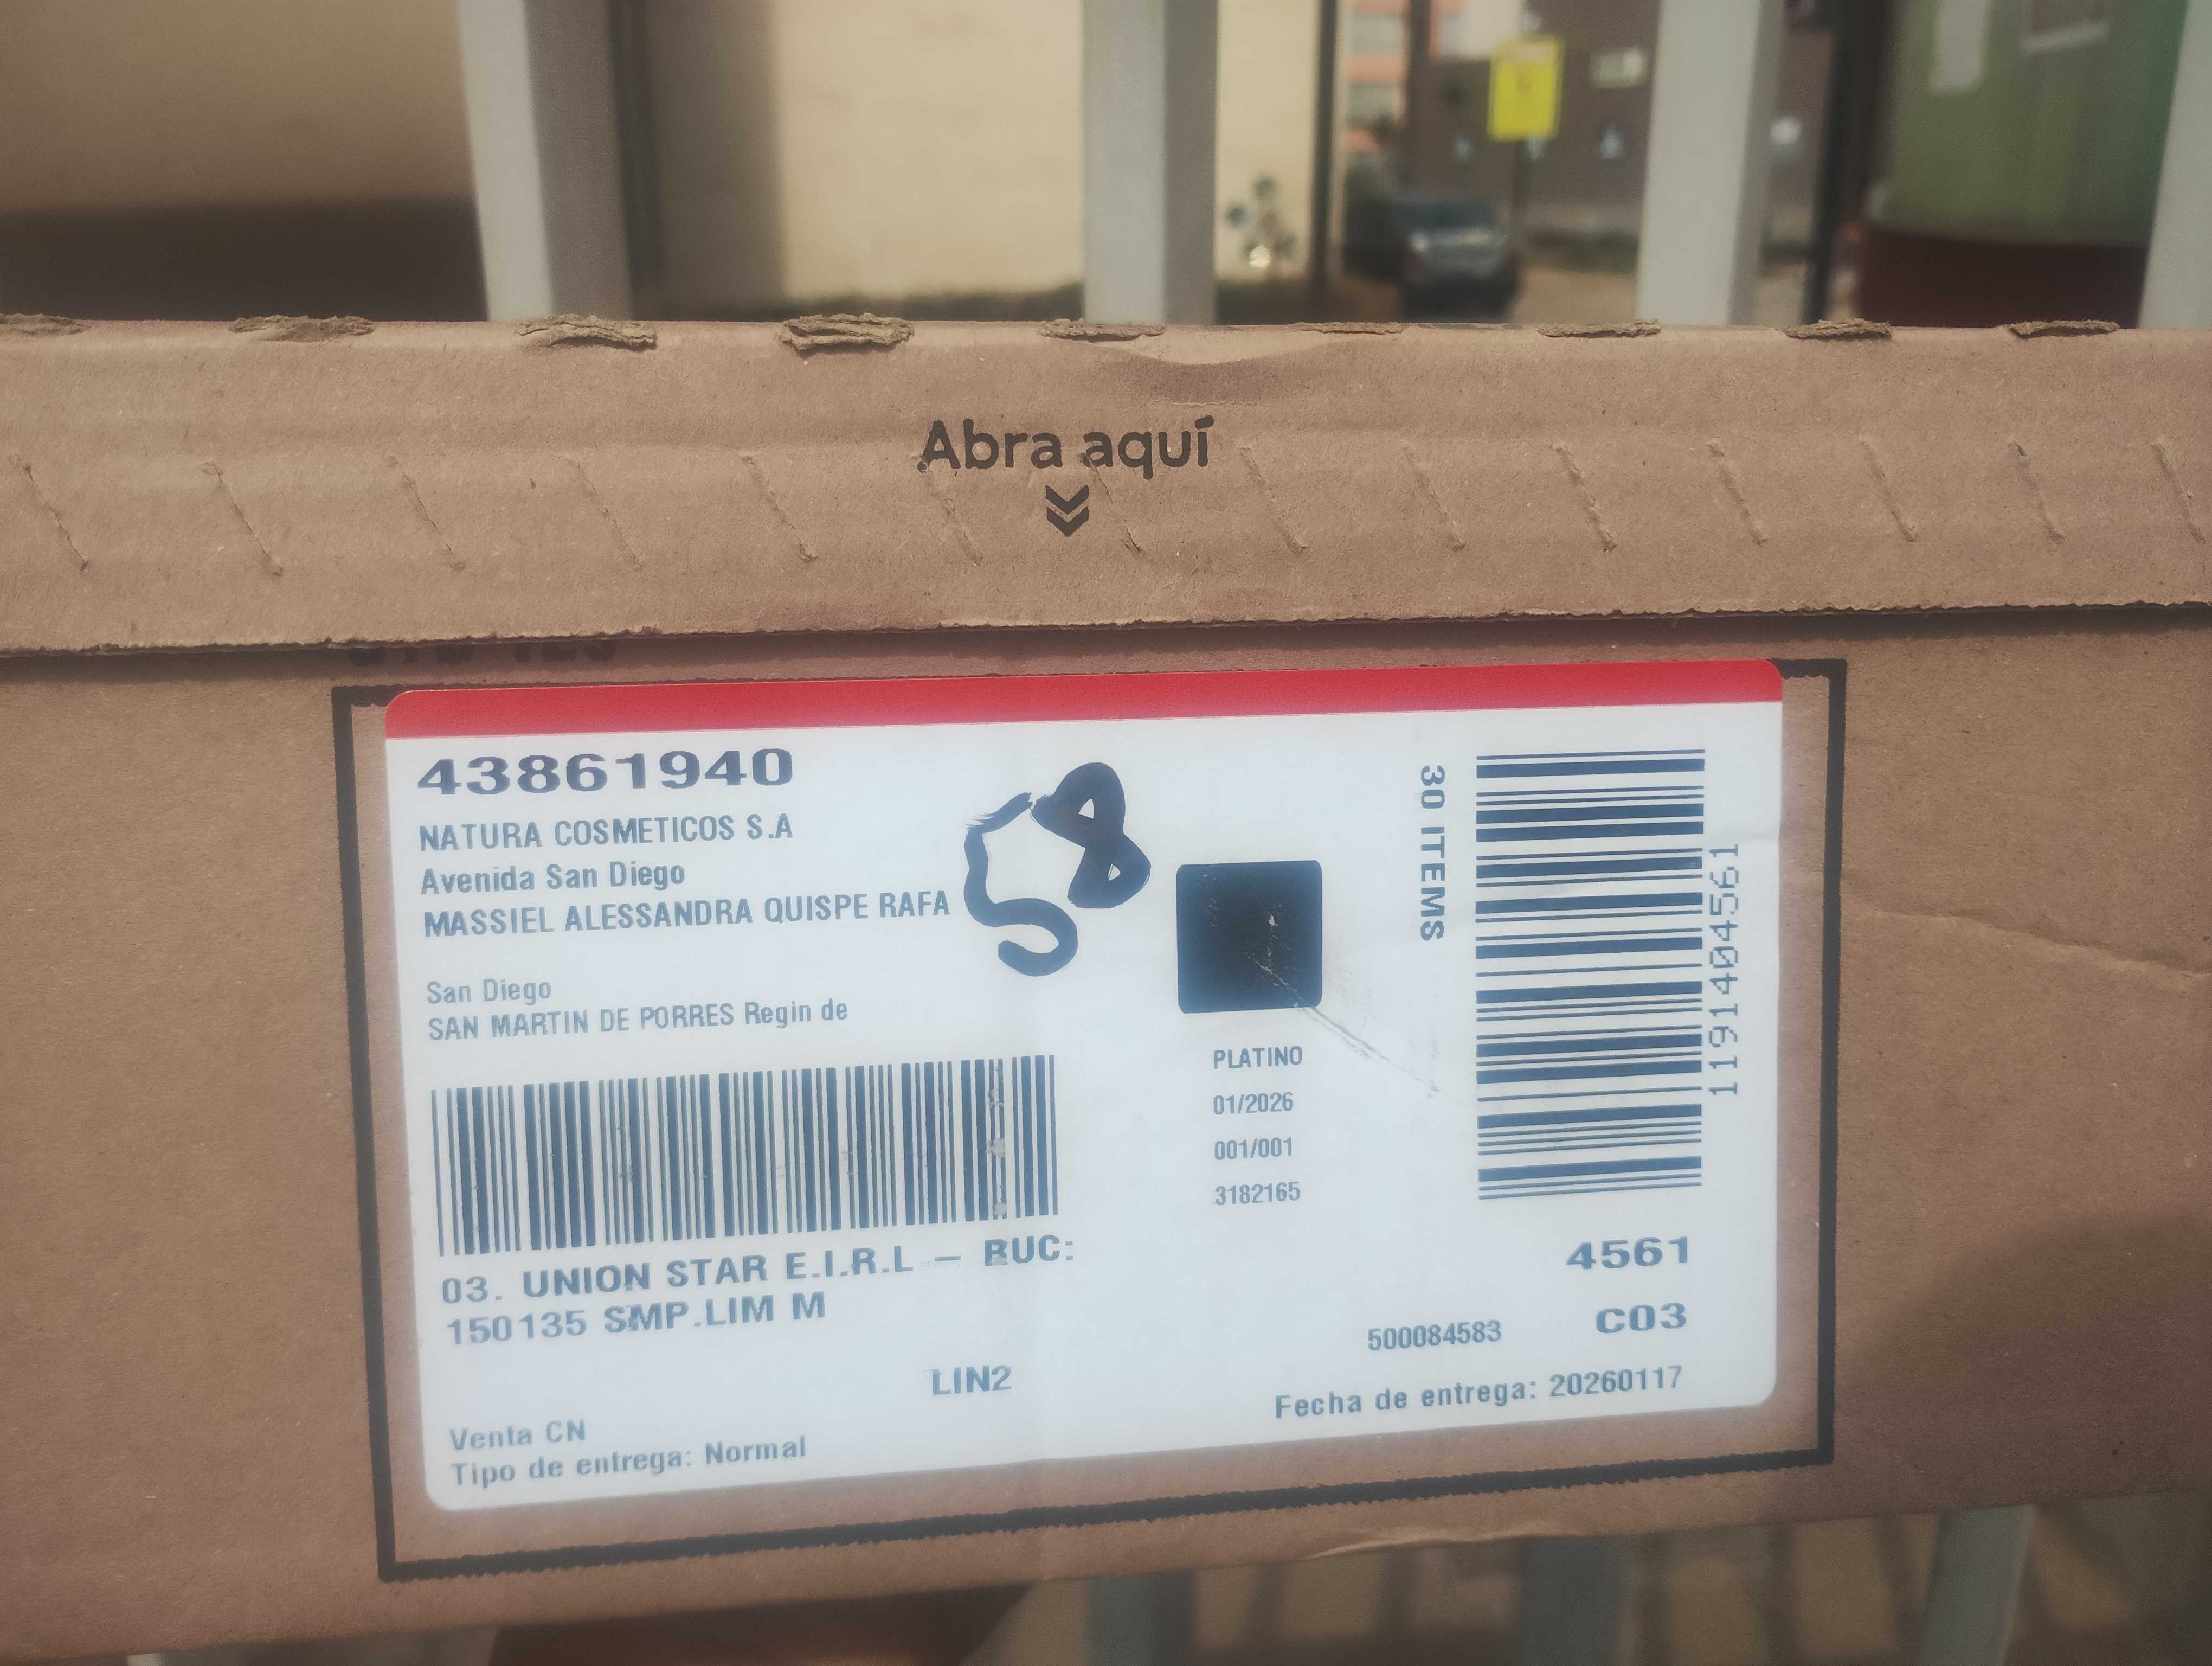 Abra aquí
43861940
NATURA COSMETICOS S.A
Avenida San Diego
MASSIEL ALESSANDRA QUISPE RAFA
58
San Diego
SAN MARTIN DE PORRES Regin de
03. UNION STAR E.I.R.L - RUC:
150135 SMP.LIM M
LIN2
Venta CN
Tipo de entrega: Normal
PLATINO
01/2026
001/001
3182165
30 ITEMS
119140404561
4561
C03
500084583
Fecha de entrega: 20260117